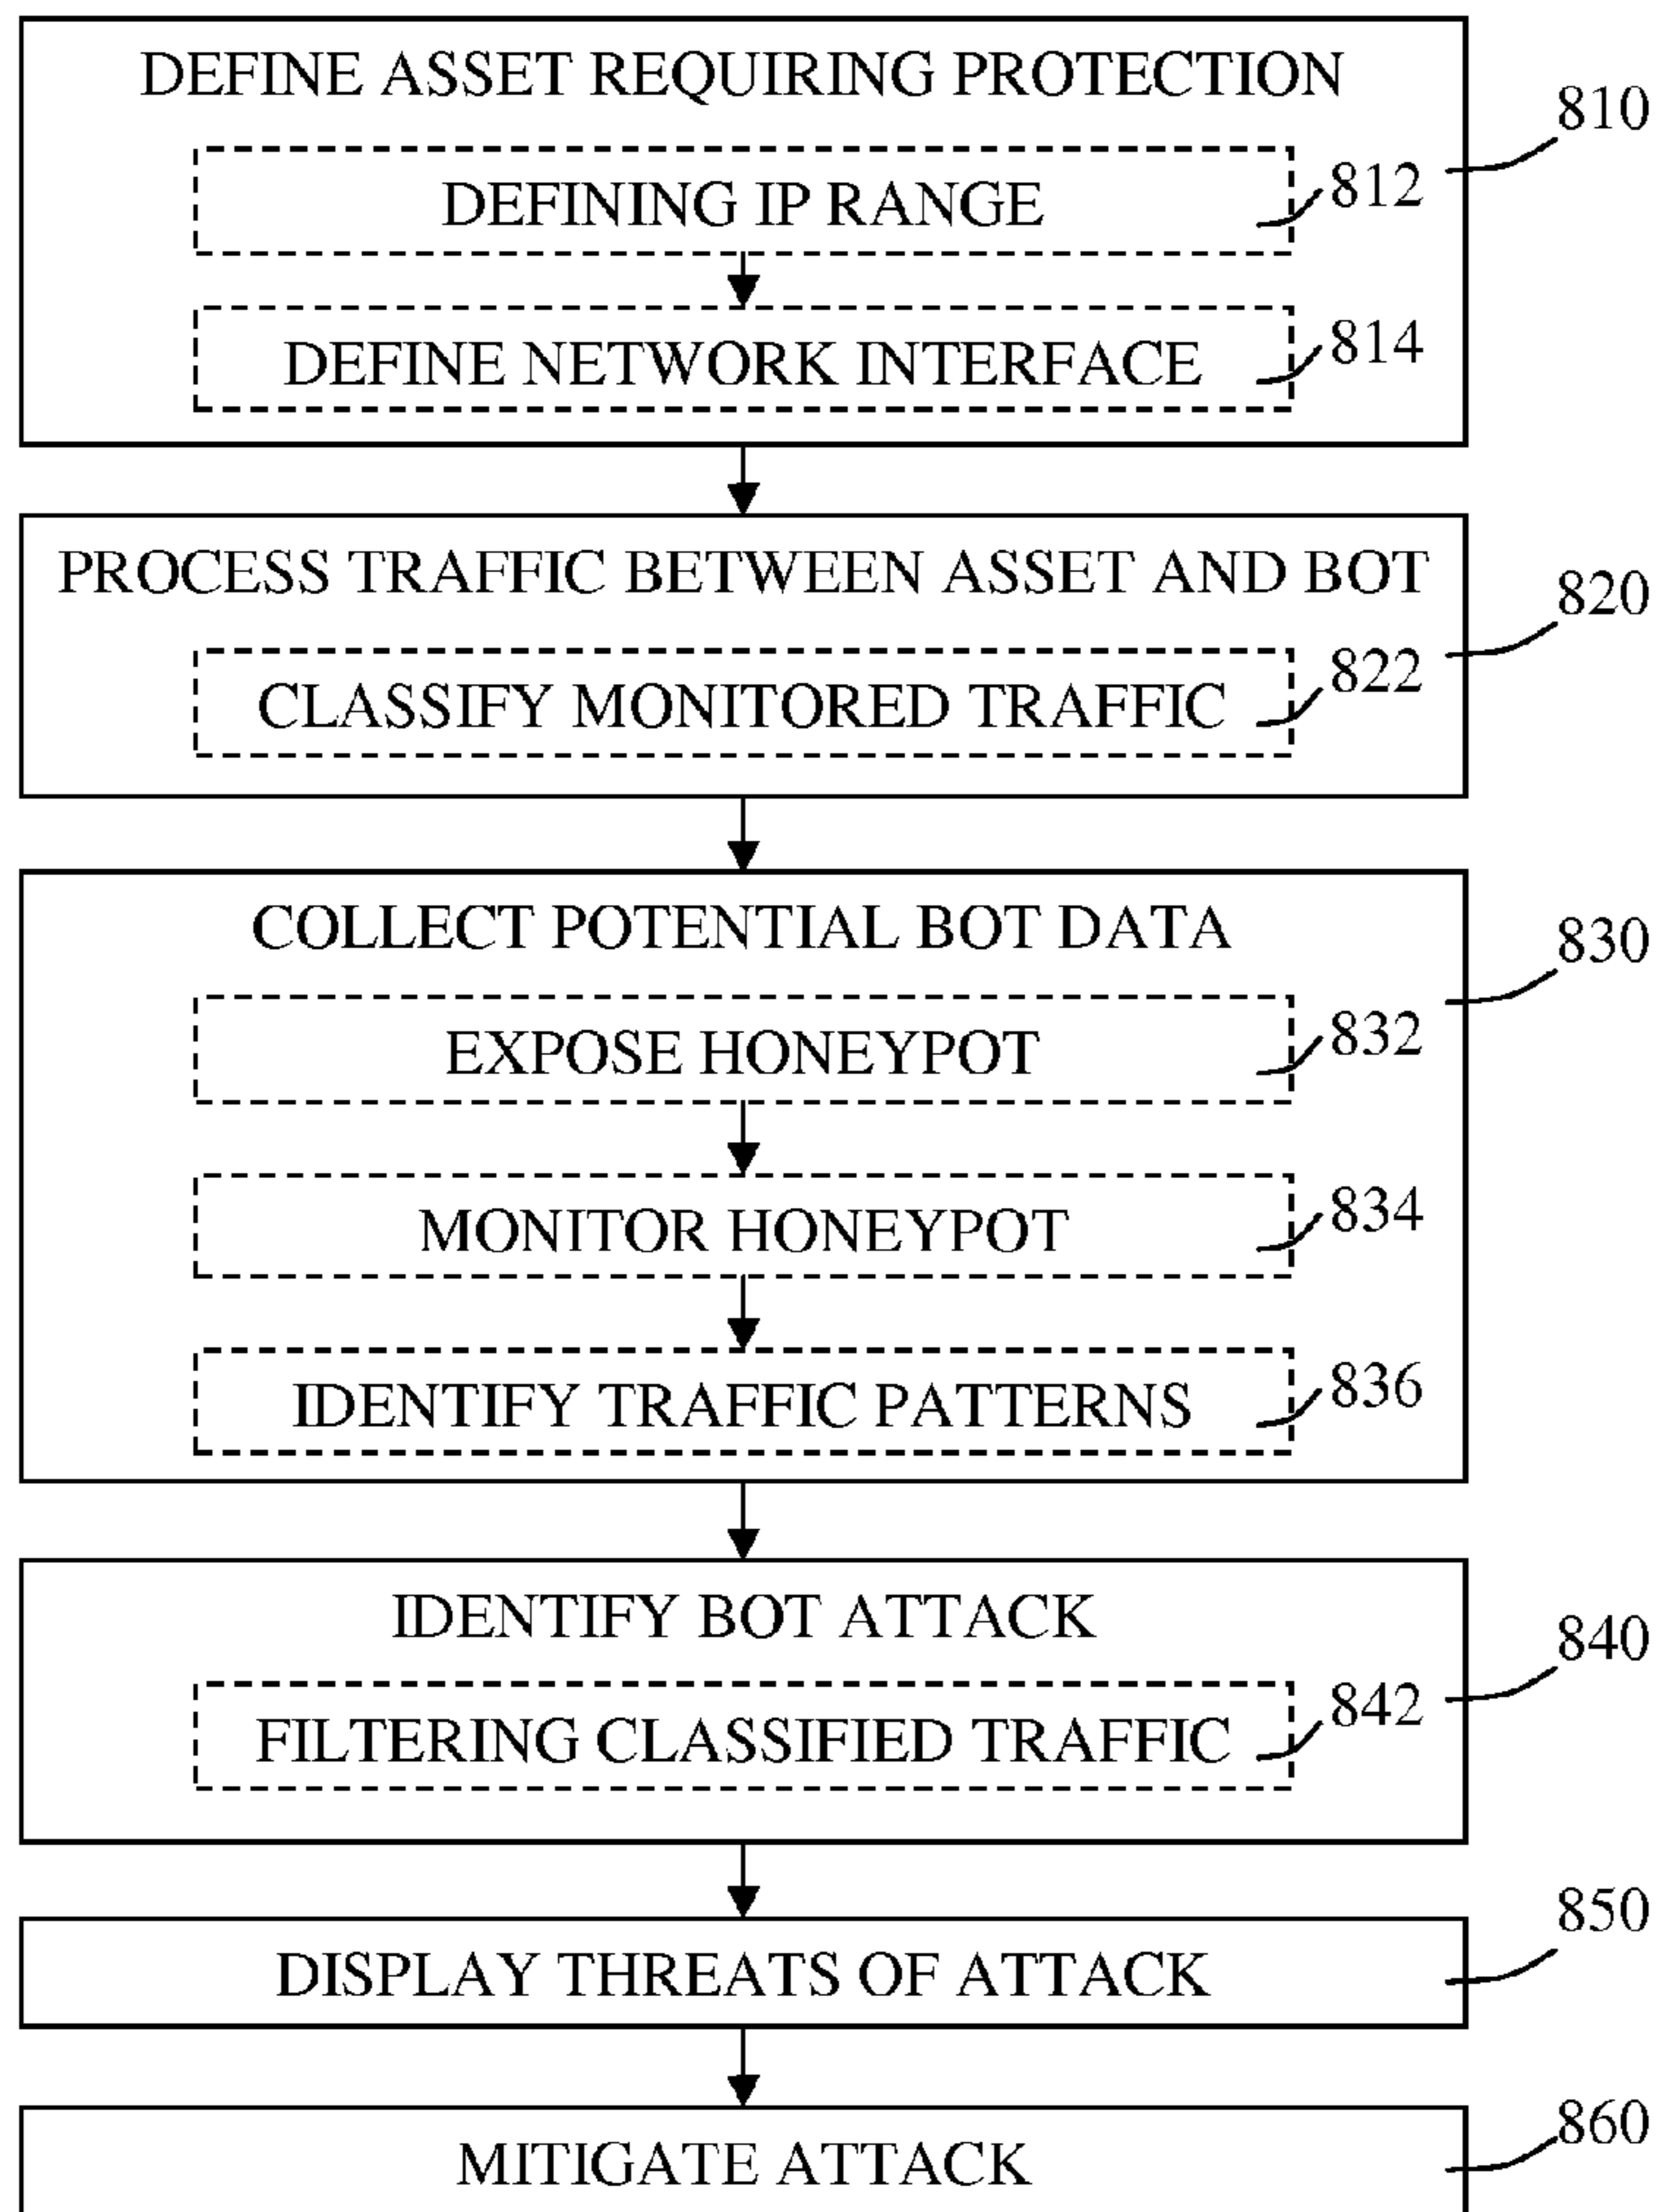 DEFINE ASSET REQUIRING PROTECTION
810
DEFINING IP RANGE
812
DEFINE NETWORK INTERFACE
814
PROCESS TRAFFIC BETWEEN ASSET AND BOT
820
CLASSIFY MONITORED TRAFFIC
822
COLLECT POTENTIAL BOT DATA
830
EXPOSE HONEYPOT
832
MONITOR HONEYPOT
834
IDENTIFY TRAFFIC PATTERNS
836
IDENTIFY BOT ATTACK
840
FILTERING CLASSIFIED TRAFFIC
842
DISPLAY THREATS OF ATTACK
850
MITIGATE ATTACK
860